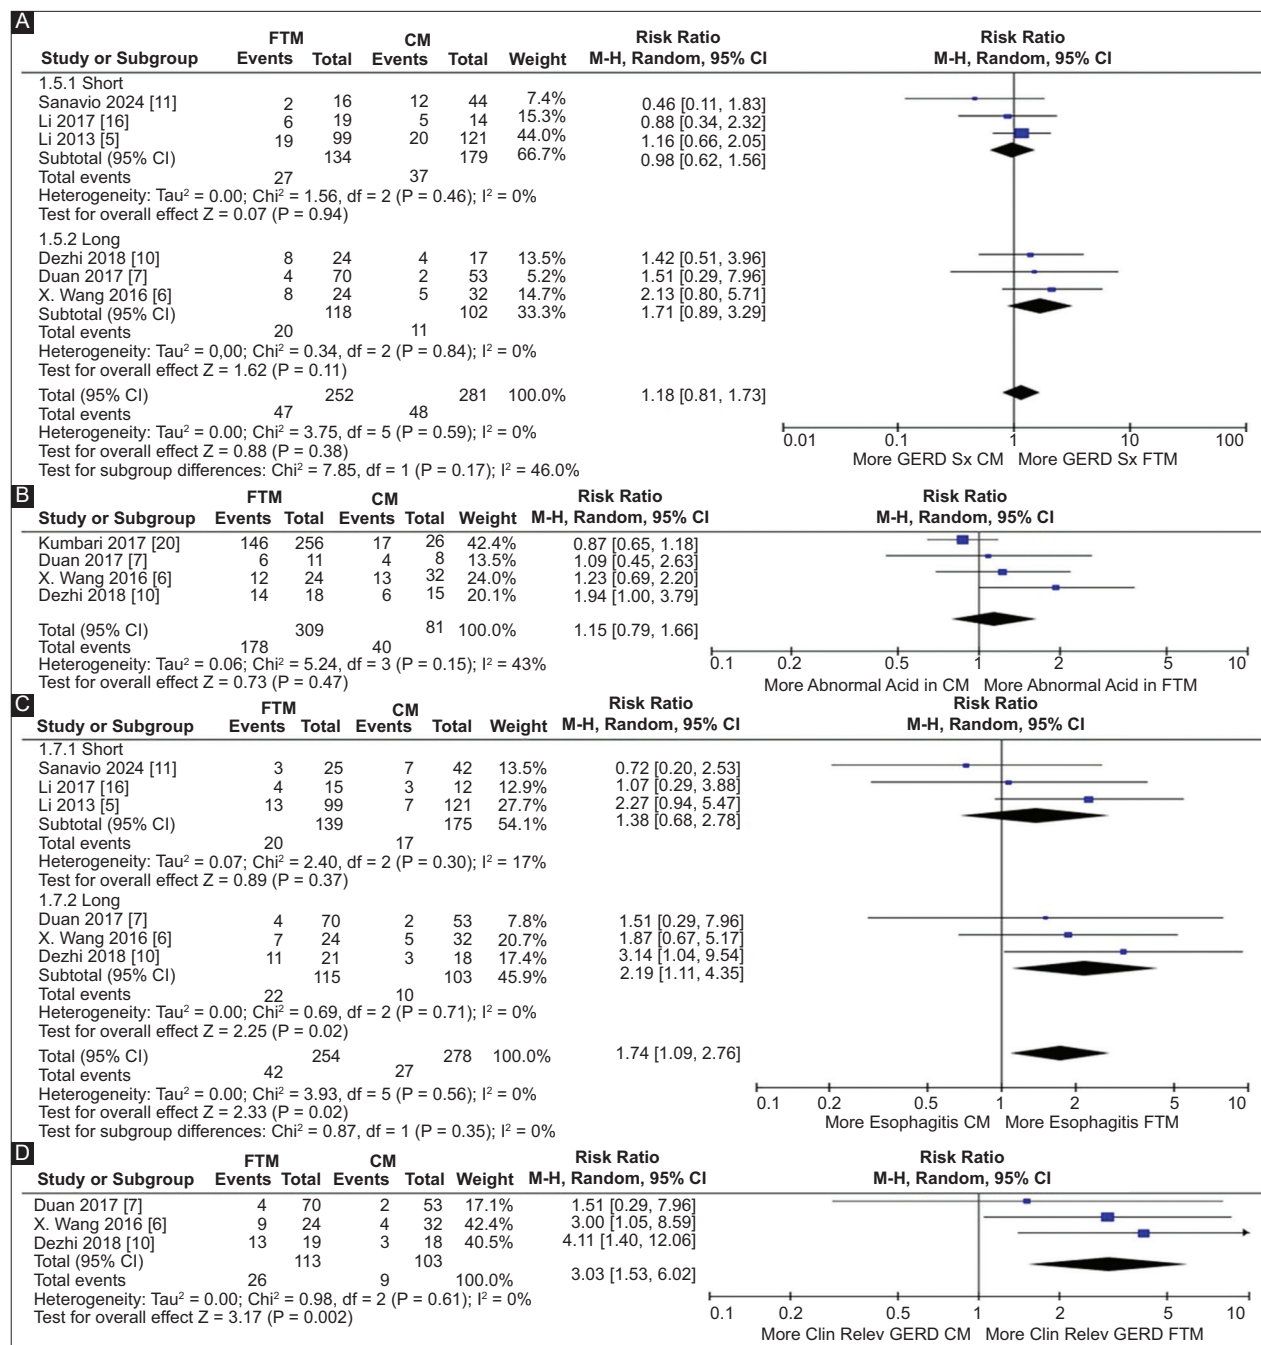 A
FTM CM Risk Ratio Risk Ratio
Study or Subgroup Events Total Events Total Weight M-H, Random, 95% CI M-H, Random, 95% CI
1.5.1 Short
Sanavio 2024 [11] 2 16 12 44 7.4% 0.46 [0.11, 1.83]
Li 2017 [16] 6 19 5 14 15.3% 0.88 [0.34, 2.32]
Li 2013 [5] 19 99 20 121 44.0% 1.16 [0.66, 2.05]
Subtotal (95% CI) 134 179 66.7% 0.98 [0.62, 1.56]
Total events 27 37
Heterogeneity: Tau² = 0.00; Chi² = 1.56, df = 2 (P = 0.46); I² = 0%
Test for overall effect Z = 0.07 (P = 0.94)
1.5.2 Long
Dezhi 2018 [10] 8 24 4 17 13.5% 1.42 [0.51, 3.96]
Duan 2017 [7] 4 70 2 53 5.2% 1.51 [0.29, 7.96]
X. Wang 2016 [6] 8 24 5 32 14.7% 2.13 [0.80, 5.71]
Subtotal (95% CI) 118 102 33.3% 1.71 [0.89, 3.29]
Total events 20 11
Heterogeneity: Tau² = 0,00; Chi² = 0.34, df = 2 (P = 0.84); I² = 0%
Test for overall effect Z = 1.62 (P = 0.11)
Total (95% CI) 252 281 100.0% 1.18 [0.81, 1.73]
Total events 47 48
Heterogeneity: Tau² = 0.00; Chi² = 3.75, df = 5 (P = 0.59); I² = 0%
Test for overall effect Z = 0.88 (P = 0.38)
Test for subgroup differences: Chi² = 7.85, df = 1 (P = 0.17); I² = 46.0%
0.01 0.1 1 10 100
More GERD Sx CM More GERD Sx FTM
B
FTM CM Risk Ratio Risk Ratio
Study or Subgroup Events Total Events Total Weight M-H, Random, 95% CI M-H, Random, 95% CI
Kumbari 2017 [20] 146 256 17 26 42.4% 0.87 [0.65, 1.18]
Duan 2017 [7] 6 11 4 8 13.5% 1.09 [0.45, 2.63]
X. Wang 2016 [6] 12 24 13 32 24.0% 1.23 [0.69, 2.20]
Dezhi 2018 [10] 14 18 6 15 20.1% 1.94 [1.00, 3.79]
Total (95% CI) 309 81 100.0% 1.15 [0.79, 1.66]
Total events 178 40
Heterogeneity: Tau² = 0.06; Chi² = 5.24, df = 3 (P = 0.15); I² = 43%
Test for overall effect Z = 0.73 (P = 0.47)
0.1 0.2 0.5 1 2 5 10
More Abnormal Acid in CM More Abnormal Acid in FTM
C
FTM CM Risk Ratio Risk Ratio
Study or Subgroup Events Total Events Total Weight M-H, Random, 95% CI M-H, Random, 95% CI
1.7.1 Short
Sanavio 2024 [11] 3 25 7 42 13.5% 0.72 [0.20, 2.53]
Li 2017 [16] 4 15 3 12 12.9% 1.07 [0.29, 3.88]
Li 2013 [5] 13 99 7 121 27.7% 2.27 [0.94, 5.47]
Subtotal (95% CI) 139 175 54.1% 1.38 [0.68, 2.78]
Total events 20 17
Heterogeneity: Tau² = 0.07; Chi² = 2.40, df = 2 (P = 0.30); I² = 17%
Test for overall effect Z = 0.89 (P = 0.37)
1.7.2 Long
Duan 2017 [7] 4 70 2 53 7.8% 1.51 [0.29, 7.96]
X. Wang 2016 [6] 7 24 5 32 20.7% 1.87 [0.67, 5.17]
Dezhi 2018 [10] 11 21 3 18 17.4% 3.14 [1.04, 9.54]
Subtotal (95% CI) 115 103 45.9% 2.19 [1.11, 4.35]
Total events 22 10
Heterogeneity: Tau² = 0.00; Chi² = 0.69, df = 2 (P = 0.71); I² = 0%
Test for overall effect Z = 2.25 (P = 0.02)
Total (95% CI) 254 278 100.0% 1.74 [1.09, 2.76]
Total events 42 27
Heterogeneity: Tau² = 0.00; Chi² = 3.93, df = 5 (P = 0.56); I² = 0%
Test for overall effect Z = 2.33 (P = 0.02)
Test for subgroup differences: Chi² = 0.87, df = 1 (P = 0.35); I² = 0%
0.1 0.2 0.5 1 2 5 10
More Esophagitis CM More Esophagitis FTM
D
FTM CM Risk Ratio Risk Ratio
Study or Subgroup Events Total Events Total Weight M-H, Random, 95% CI M-H, Random, 95% CI
Duan 2017 [7] 4 70 2 53 17.1% 1.51 [0.29, 7.96]
X. Wang 2016 [6] 9 24 4 32 42.4% 3.00 [1.05, 8.59]
Dezhi 2018 [10] 13 19 3 18 40.5% 4.11 [1.40, 12.06]
Total (95% CI) 113 103
Total events 26 9 100.0% 3.03 [1.53, 6.02]
Heterogeneity: Tau² = 0.00; Chi² = 0.98, df = 2 (P = 0.61); I² = 0%
Test for overall effect Z = 3.17 (P = 0.002)
0.1 0.2 0.5 1 2 5 10
More Clin Relev GERD CM More Clin Relev GERD FTM